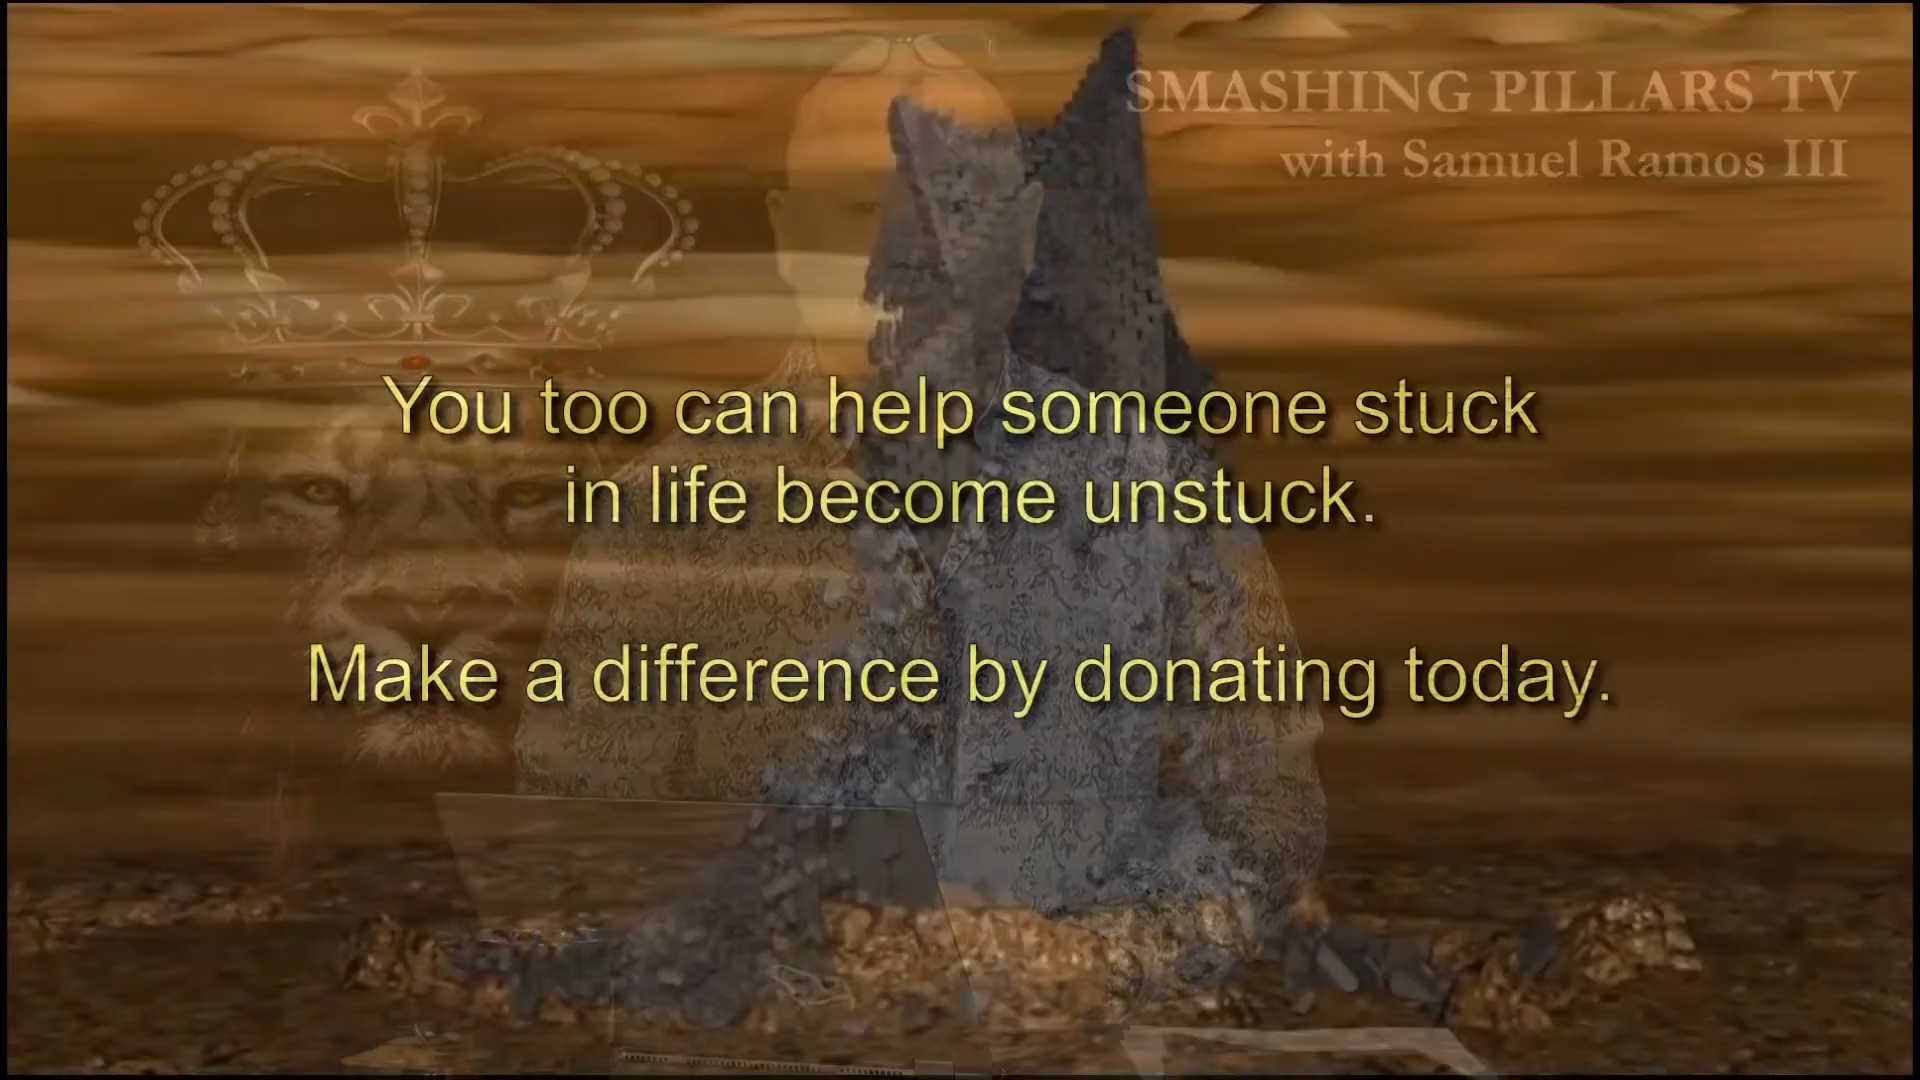 SMASHING PILLARS TV
with Samuel Ramos III
You too can help someone stuck
in life become unstuck.
Make a difference by donating today.